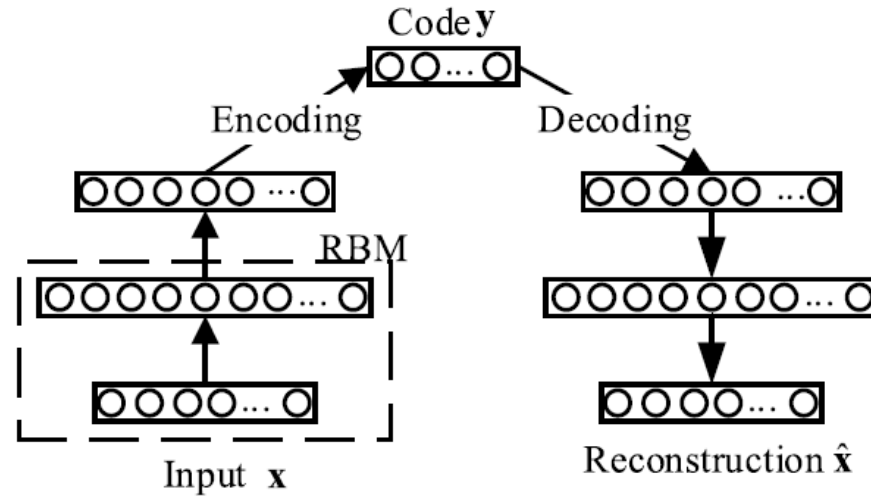 Code y
Encoding
Decoding
RBM
Input x
Reconstruction x̂